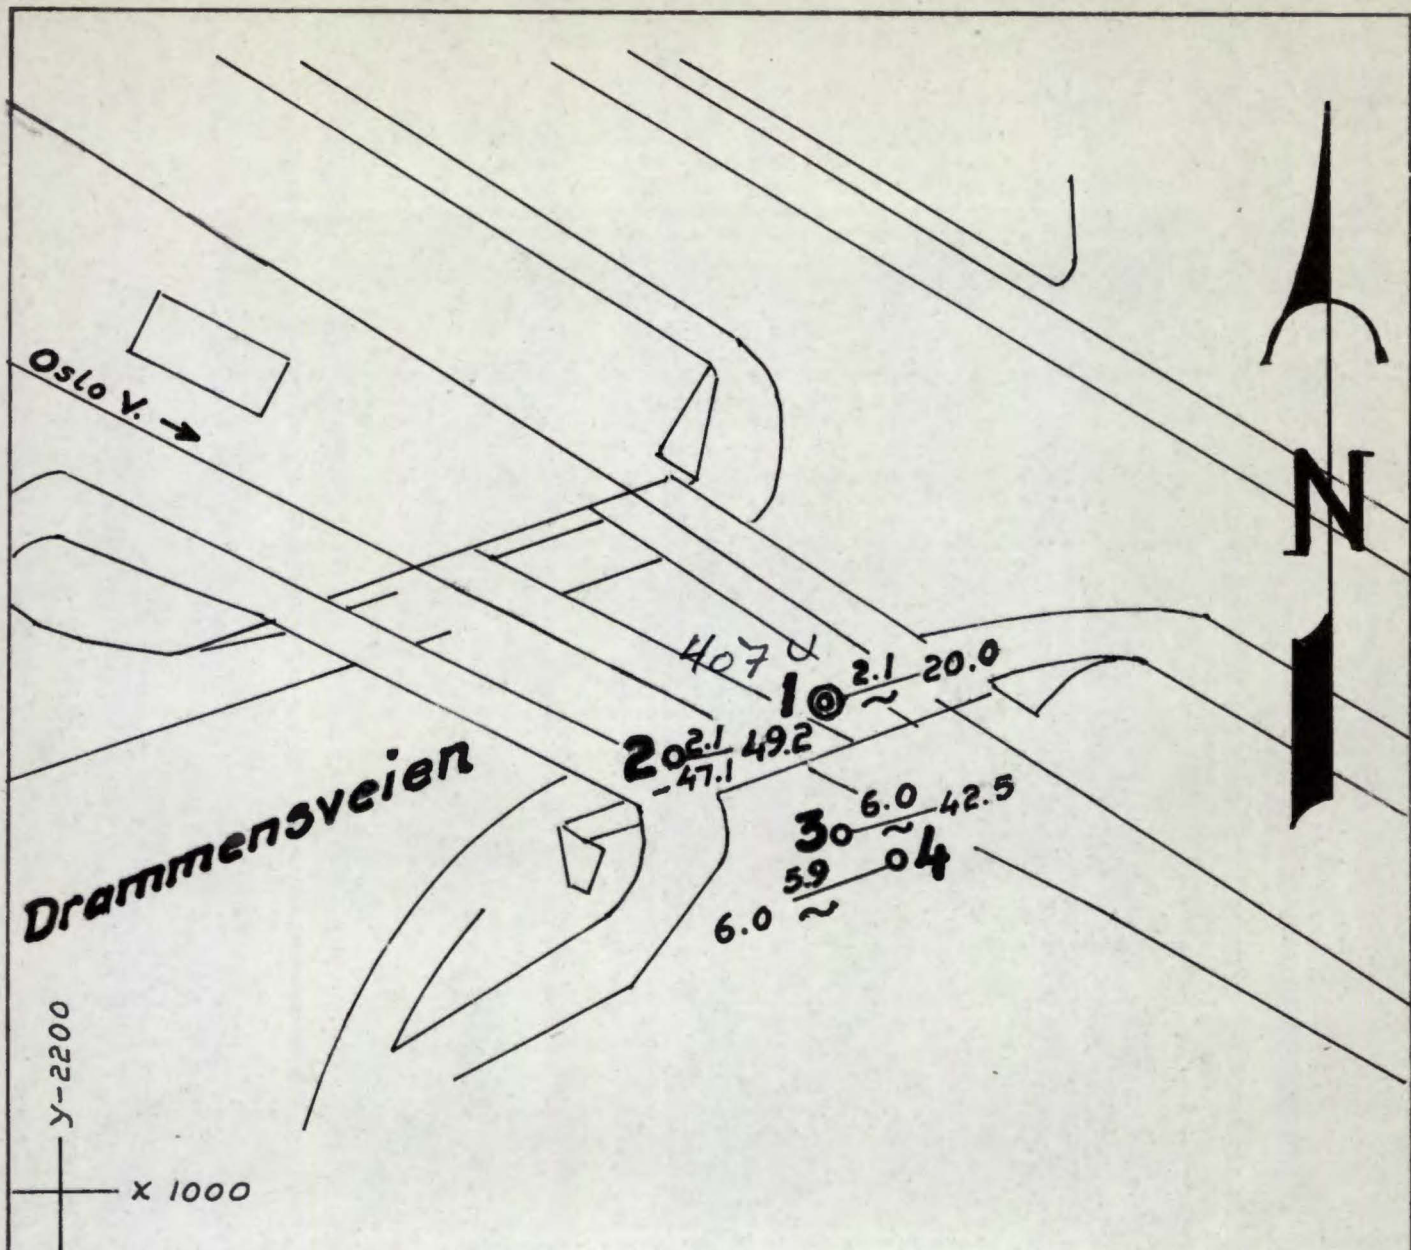 Oslo V. →
N
407
1 2.1 ~ 20.0
2 2.1 49.2
-47.1
3 6.0 ~ 42.5
4 5.9 ~ 6.0
Drammensveien
y-2200
x 1000